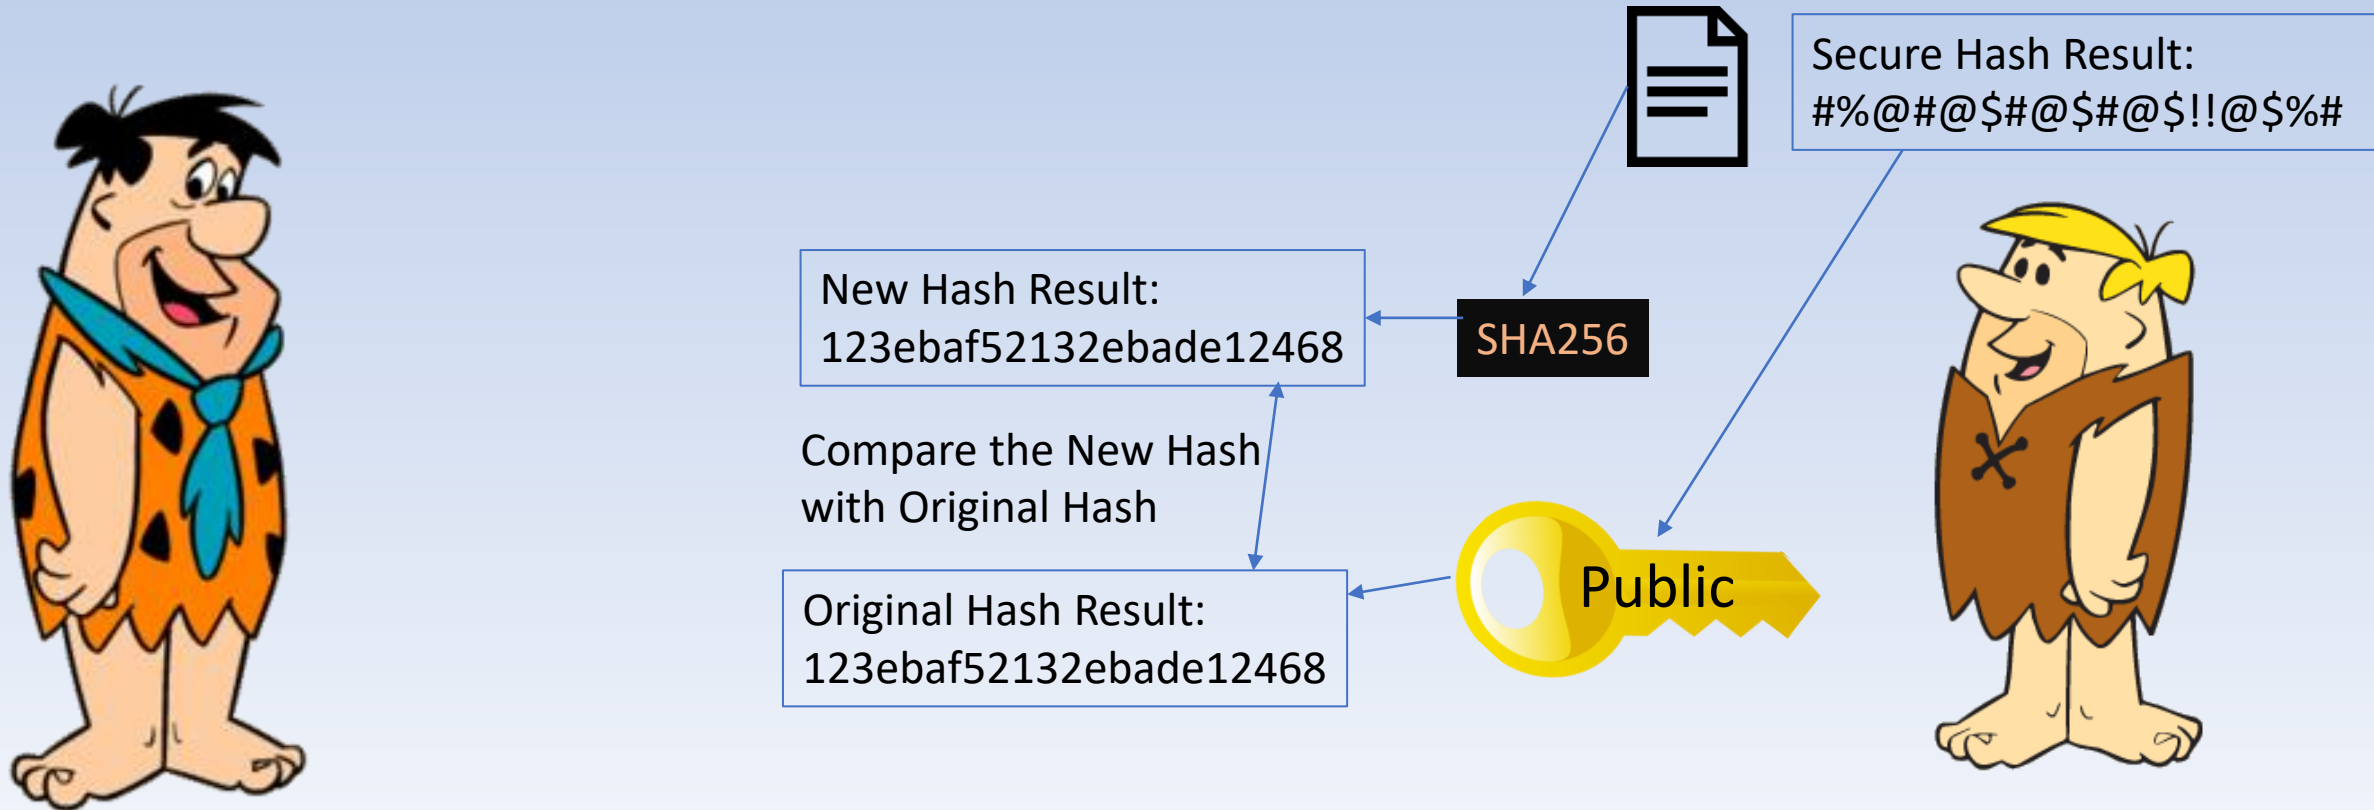 Secure Hash Result:
#%@#@$#@$#@$!!@$%#
New Hash Result:
123ebaf52132ebade12468
SHA256
Compare the New Hash
with Original Hash
Public
Original Hash Result:
123ebaf52132ebade12468